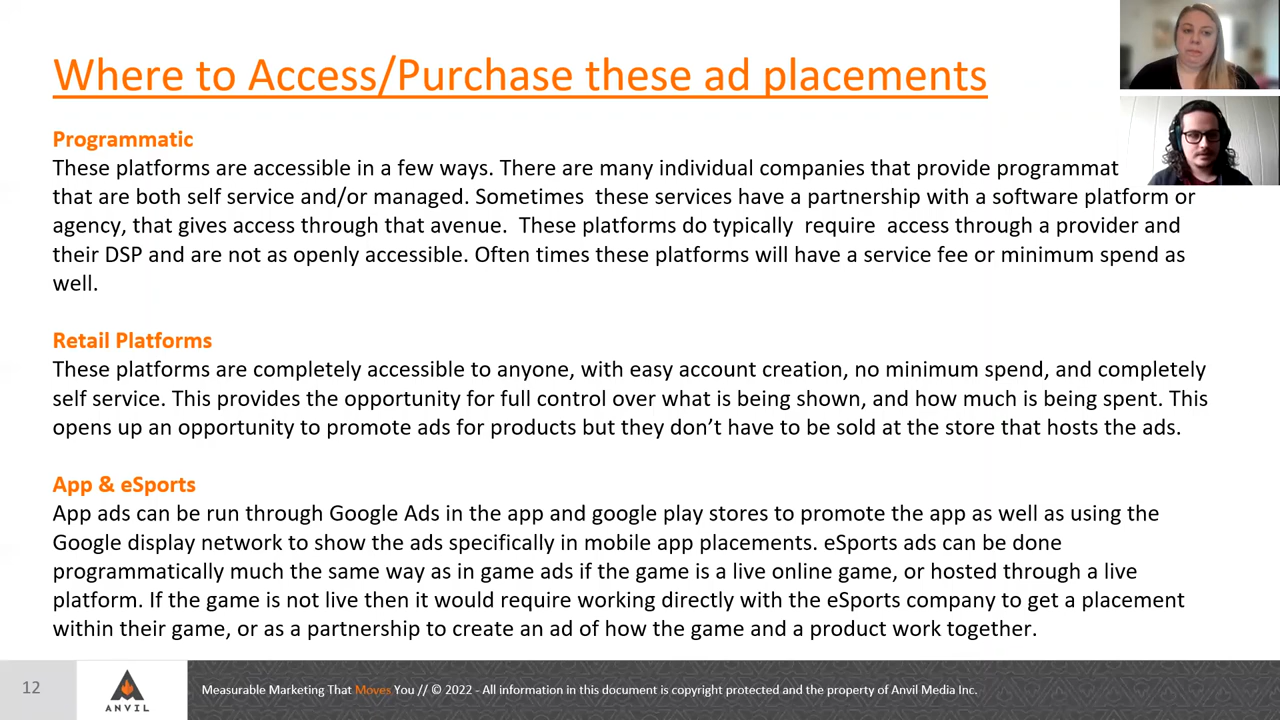 Where to Access/Purchase these ad placements
Programmatic
These platforms are accessible in a few ways. There are many individual companies that provide programmat
that are both self service and/or managed. Sometimes these services have a partnership with a software platform or
agency, that gives access through that avenue. These platforms do typically require access through a provider and
their DSP and are not as openly accessible. Often times these platforms will have a service fee or minimum spend as
well.
Retail Platforms
These platforms are completely accessible to anyone, with easy account creation, no minimum spend, and completely
self service. This provides the opportunity for full control over what is being shown, and how much is being spent. This
opens up an opportunity to promote ads for products but they don’t have to be sold at the store that hosts the ads.
App & eSports
App ads can be run through Google Ads in the app and google play stores to promote the app as well as using the
Google display network to show the ads specifically in mobile app placements. eSports ads can be done
programmatically much the same way as in game ads if the game is a live online game, or hosted through a live
platform. If the game is not live then it would require working directly with the eSports company to get a placement
within their game, or as a partnership to create an ad of how the game and a product work together.
12
ANVIL
Measurable Marketing That Moves You // © 2022 - All information in this document is copyright protected and the property of Anvil Media Inc.